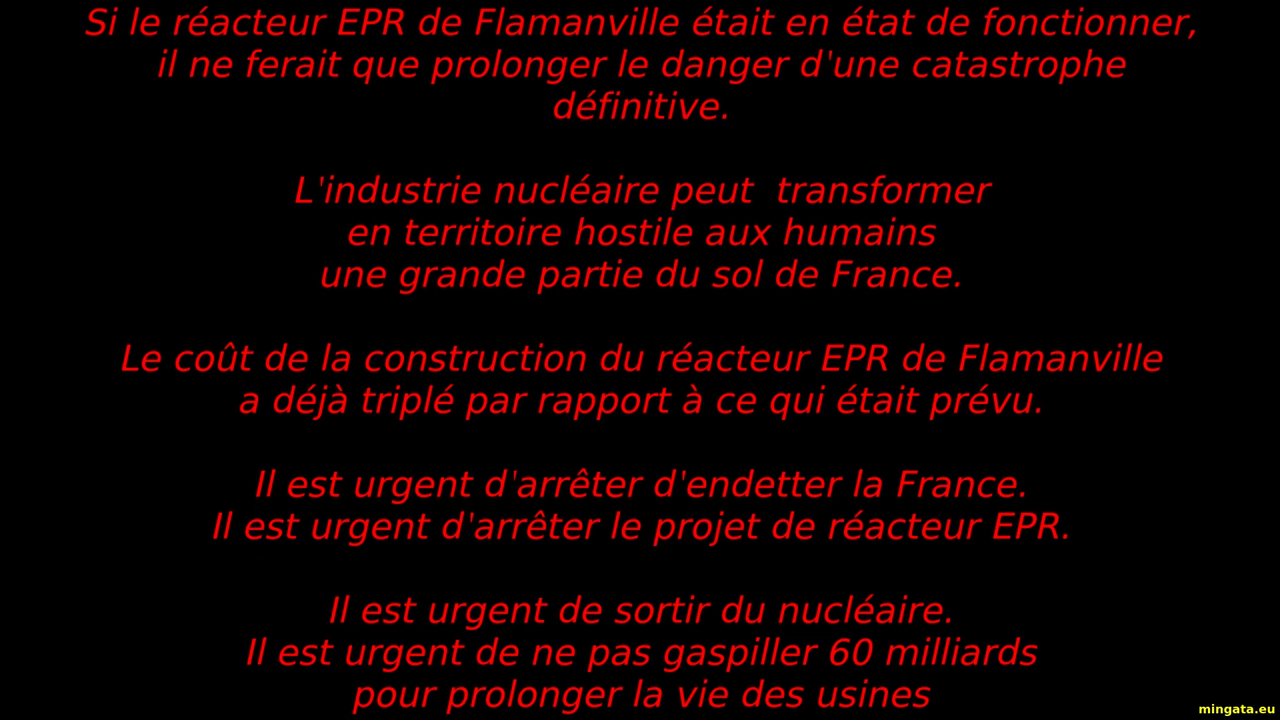 Si le réacteur EPR de Flamanville était en état de fonctionner,
il ne ferait que prolonger le danger d'une catastrophe
définitive.
L'industrie nucléaire peut  transformer
en territoire hostile aux humains
une grande partie du sol de France.
Le coût de la construction du réacteur EPR de Flamanville
a déjà triplé par rapport à ce qui était prévu.
Il est urgent d'arrêter d'endetter la France.
Il est urgent d'arrêter le projet de réacteur EPR.
Il est urgent de sortir du nucléaire.
Il est urgent de ne pas gaspiller 60 milliards
pour prolonger la vie des usines
mingata.eu